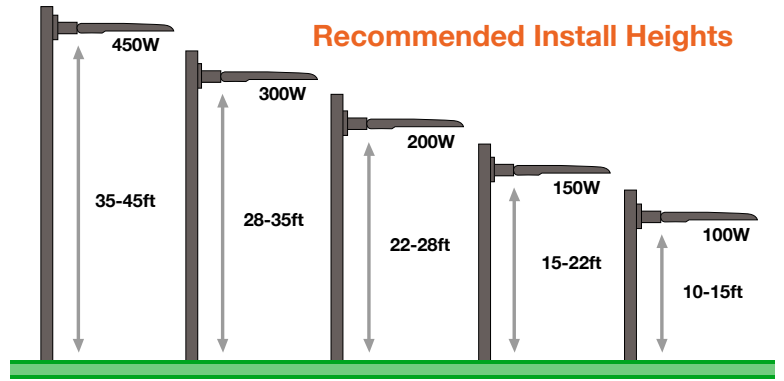 Recommended Install Heights
450W
35-45ft
300W
28-35ft
200W
22-28ft
150W
15-22ft
100W
10-15ft